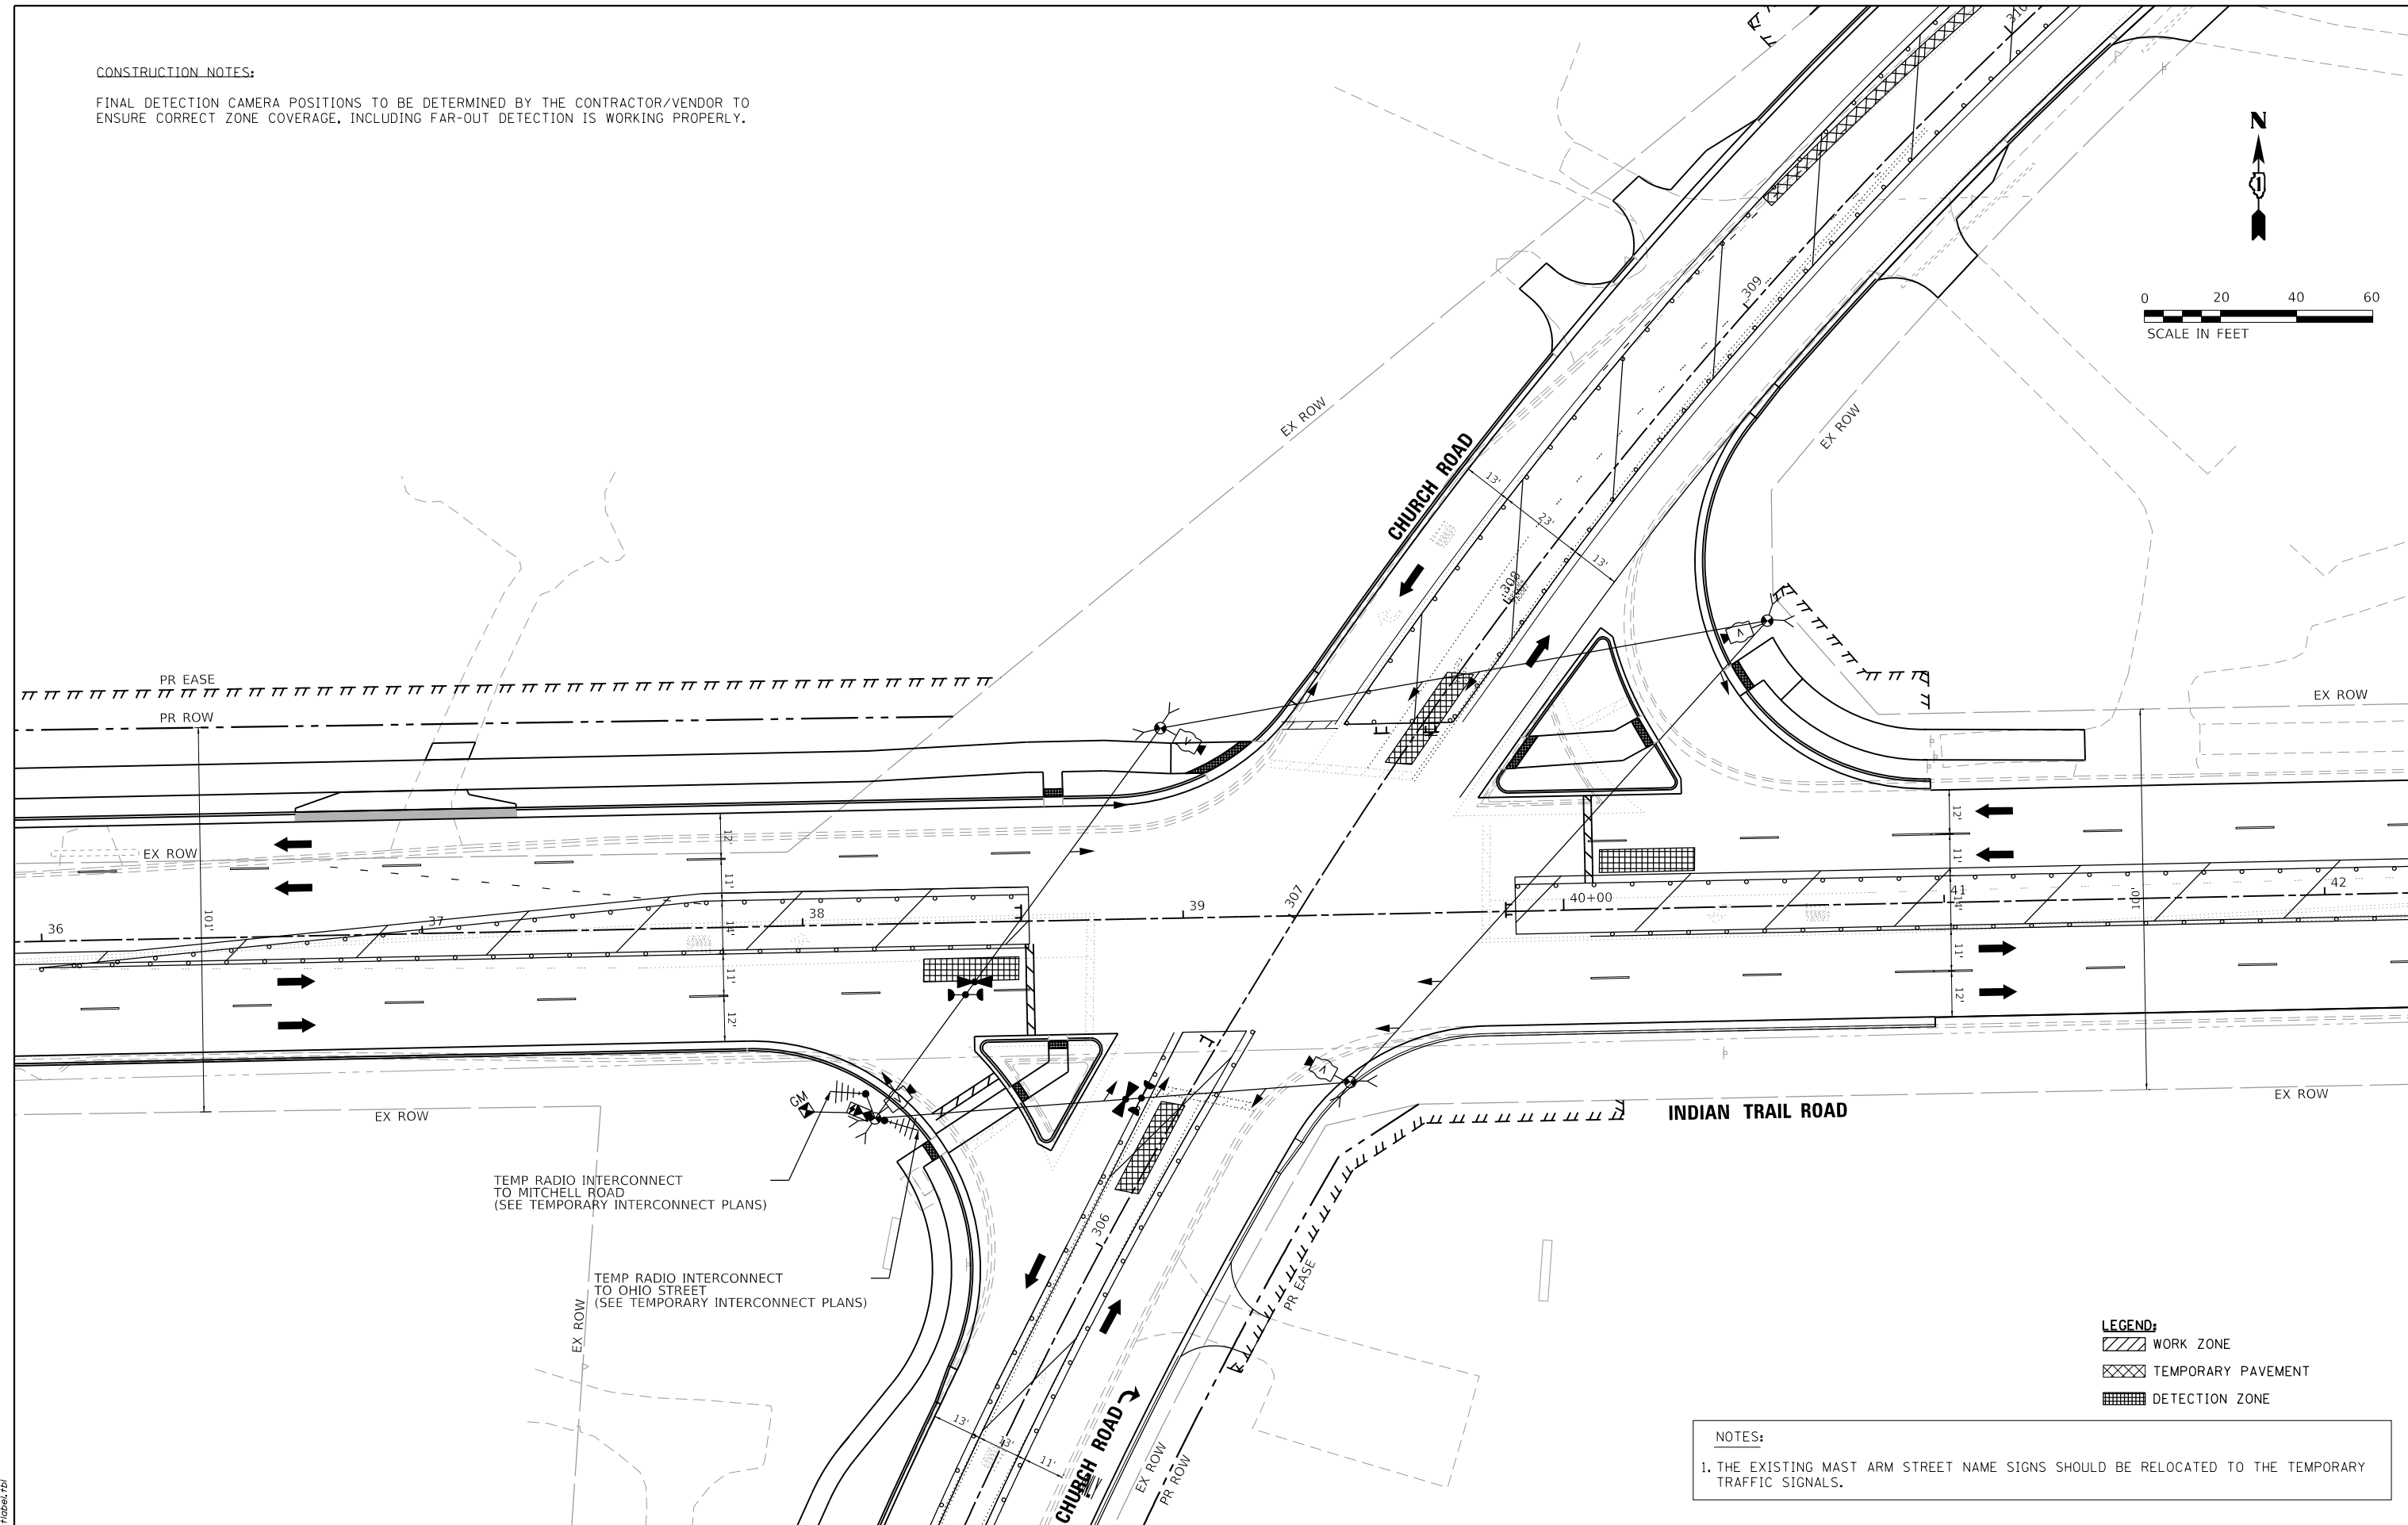 CONSTRUCTION NOTES:
FINAL DETECTION CAMERA POSITIONS TO BE DETERMINED BY THE CONTRACTOR/VENDOR TO
ENSURE CORRECT ZONE COVERAGE, INCLUDING FAR-OUT DETECTION IS WORKING PROPERLY.
310
N
1
0 20 40 60
SCALE IN FEET
309
EX ROW
EX ROW
CHURCH ROAD
13'
23'
13'
308
PR EASE
PR ROW
EX ROW
EX ROW
12'
12'
11'
11'
101'
100'
36
37
38
39
307
40+00
41
42
14'
14'
11'
11'
12'
12'
GM
EX ROW
EX ROW
INDIAN TRAIL ROAD
TEMP RADIO INTERCONNECT
TO MITCHELL ROAD
(SEE TEMPORARY INTERCONNECT PLANS)
306
TEMP RADIO INTERCONNECT
TO OHIO STREET
(SEE TEMPORARY INTERCONNECT PLANS)
EX ROW
PR EASE
13'
13'
11'
CHURCH ROAD
EX ROW
PR ROW
LEGEND:
WORK ZONE
TEMPORARY PAVEMENT
DETECTION ZONE
NOTES:
1. THE EXISTING MAST ARM STREET NAME SIGNS SHOULD BE RELOCATED TO THE TEMPORARY
TRAFFIC SIGNALS.